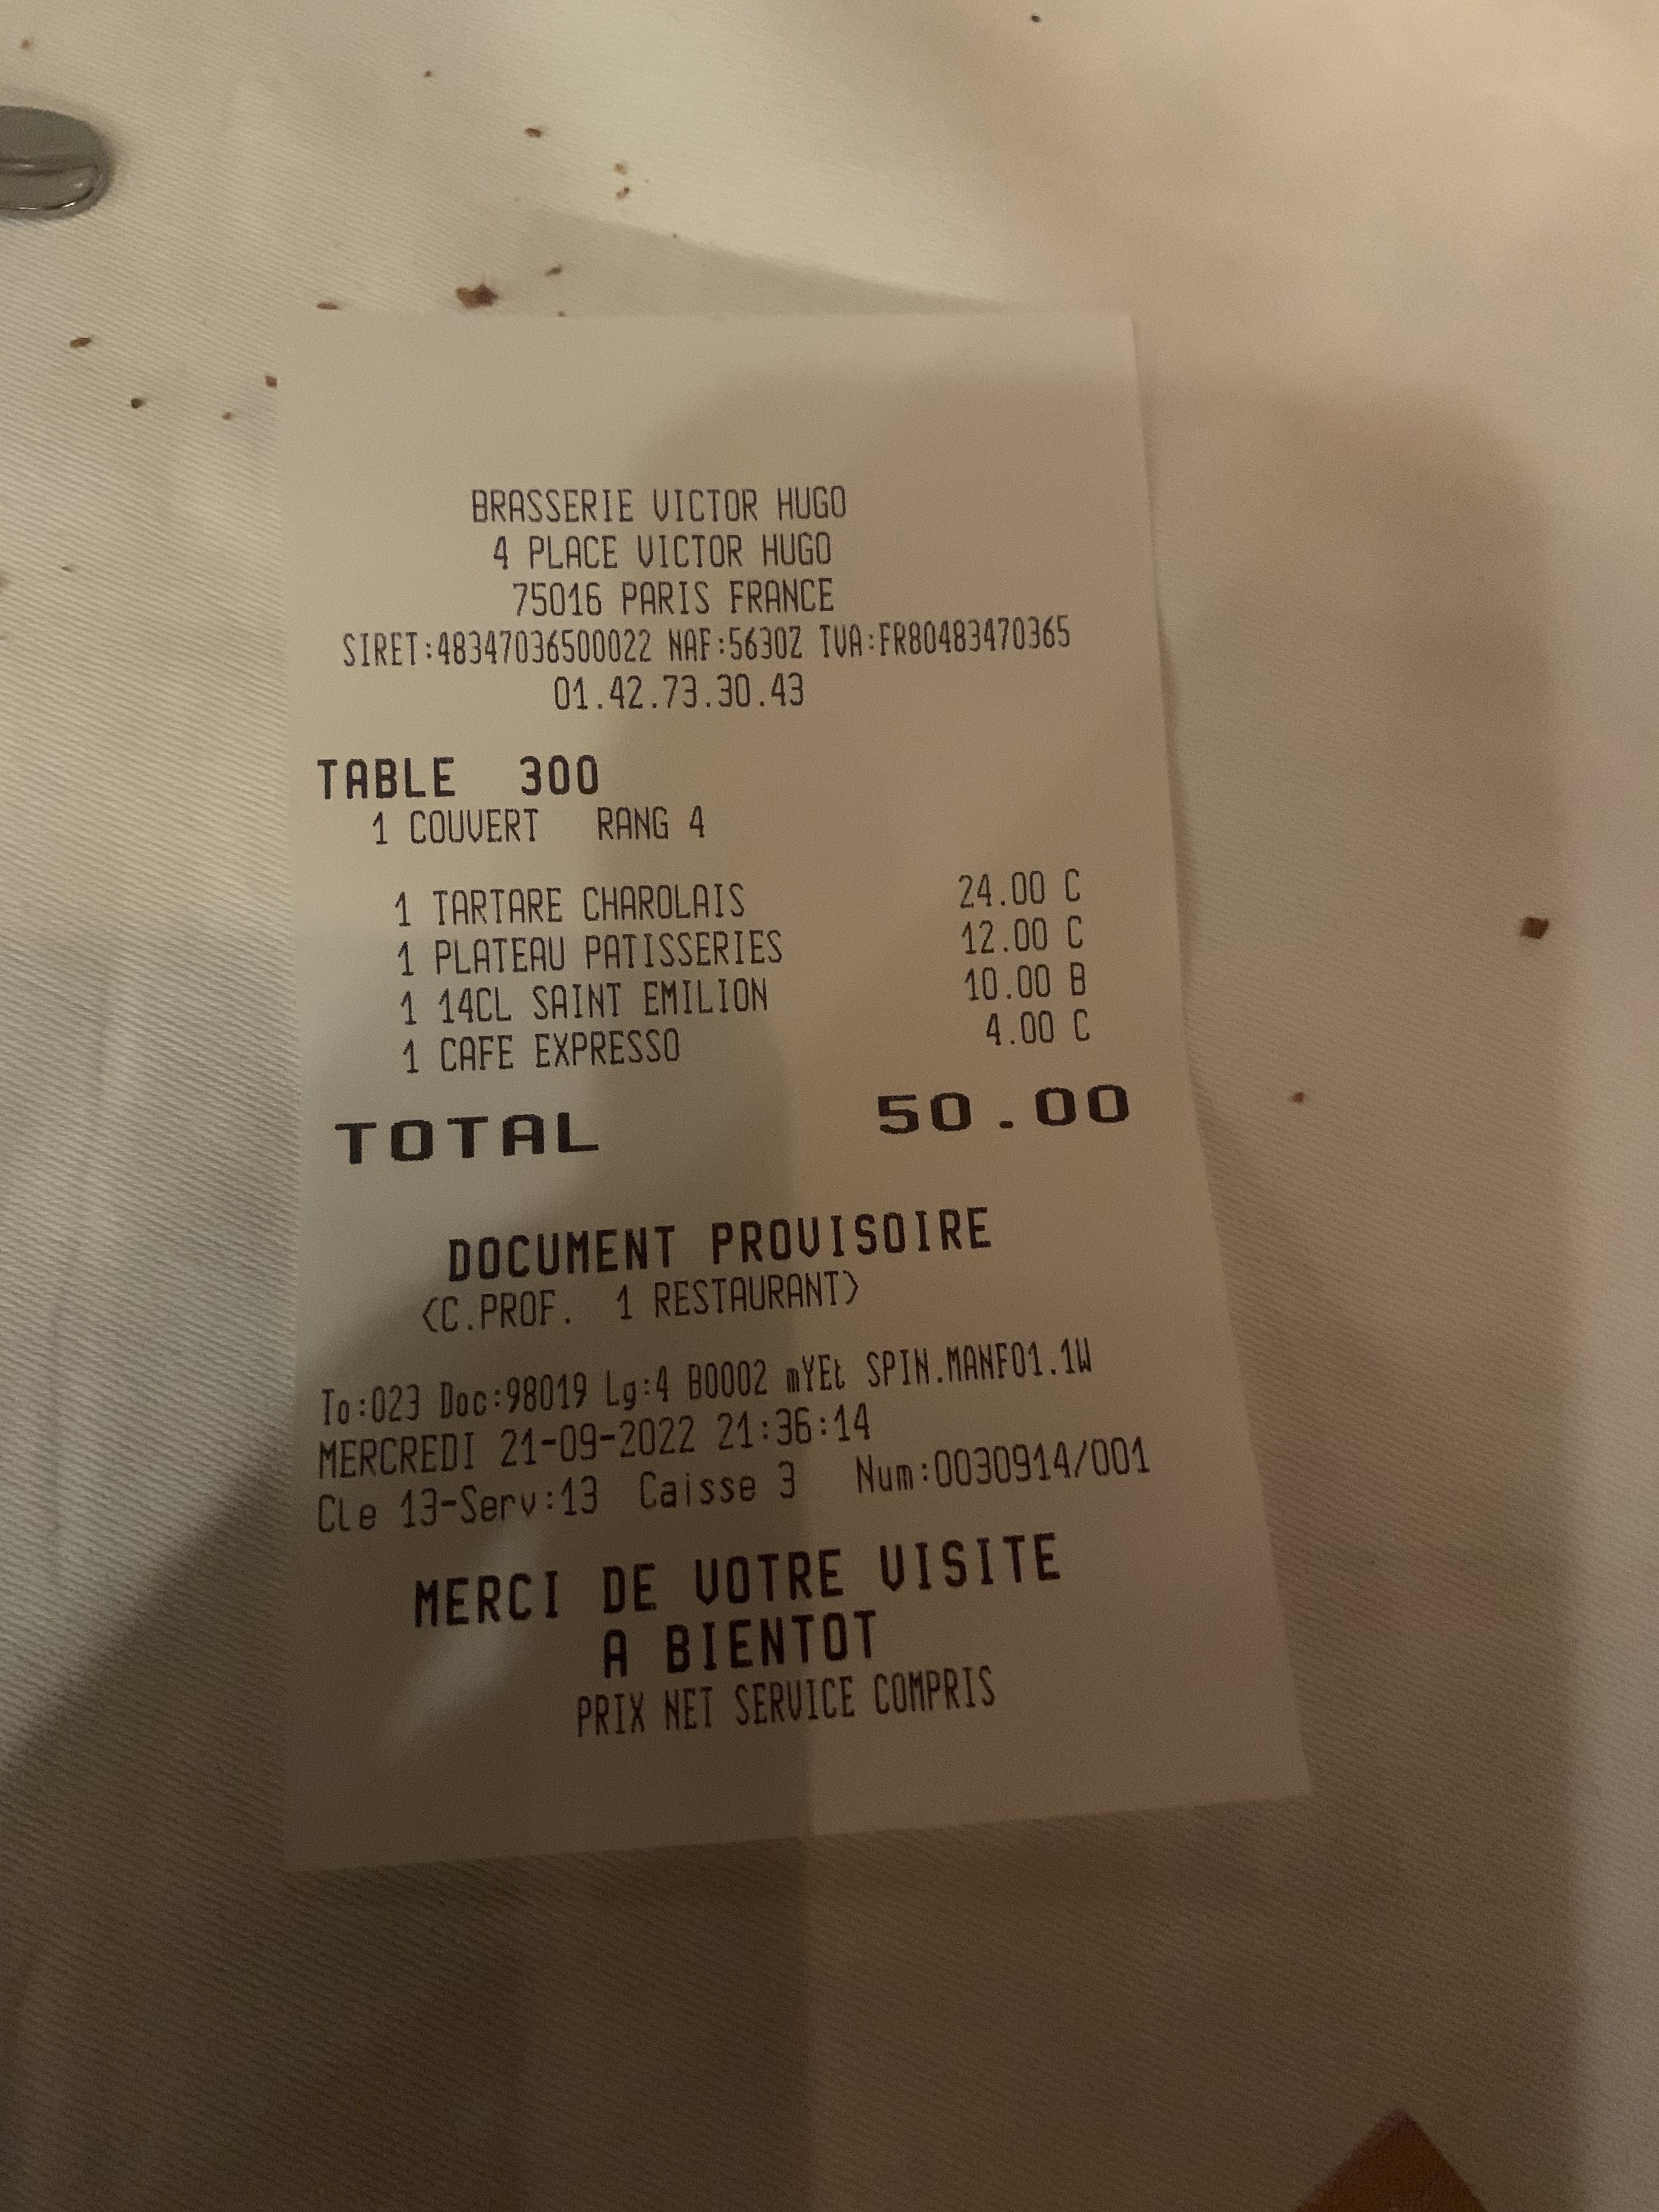 BRASSERIE VICTOR HUGO
4 PLACE VICTOR HUGO
75016 PARIS FRANCE
SIRET:48347036500022 NAF:5630Z TVA:FR80483470365
01.42.73.30.43
TABLE 300
1 COUVERT RANG 4
1 TARTARE CHAROLAIS 24.00 C
1 PLATEAU PATISSERIES 12.00 C
1 14CL SAINT EMILION 10.00 B
1 CAFE EXPRESSO 4.00 C
TOTAL 50.00
DOCUMENT PROVISOIRE
(C.PROF. 1 RESTAURANT)
To:023 Doc:98019 Lg:4 B0002 mYEt SPIN.MANF01.1W
MERCREDI 21-09-2022 21:36:14
Cle 13-Serv:13 Caisse 3 Num:0030914/001
MERCI DE VOTRE VISITE
A BIENTOT
PRIX NET SERVICE COMPRIS